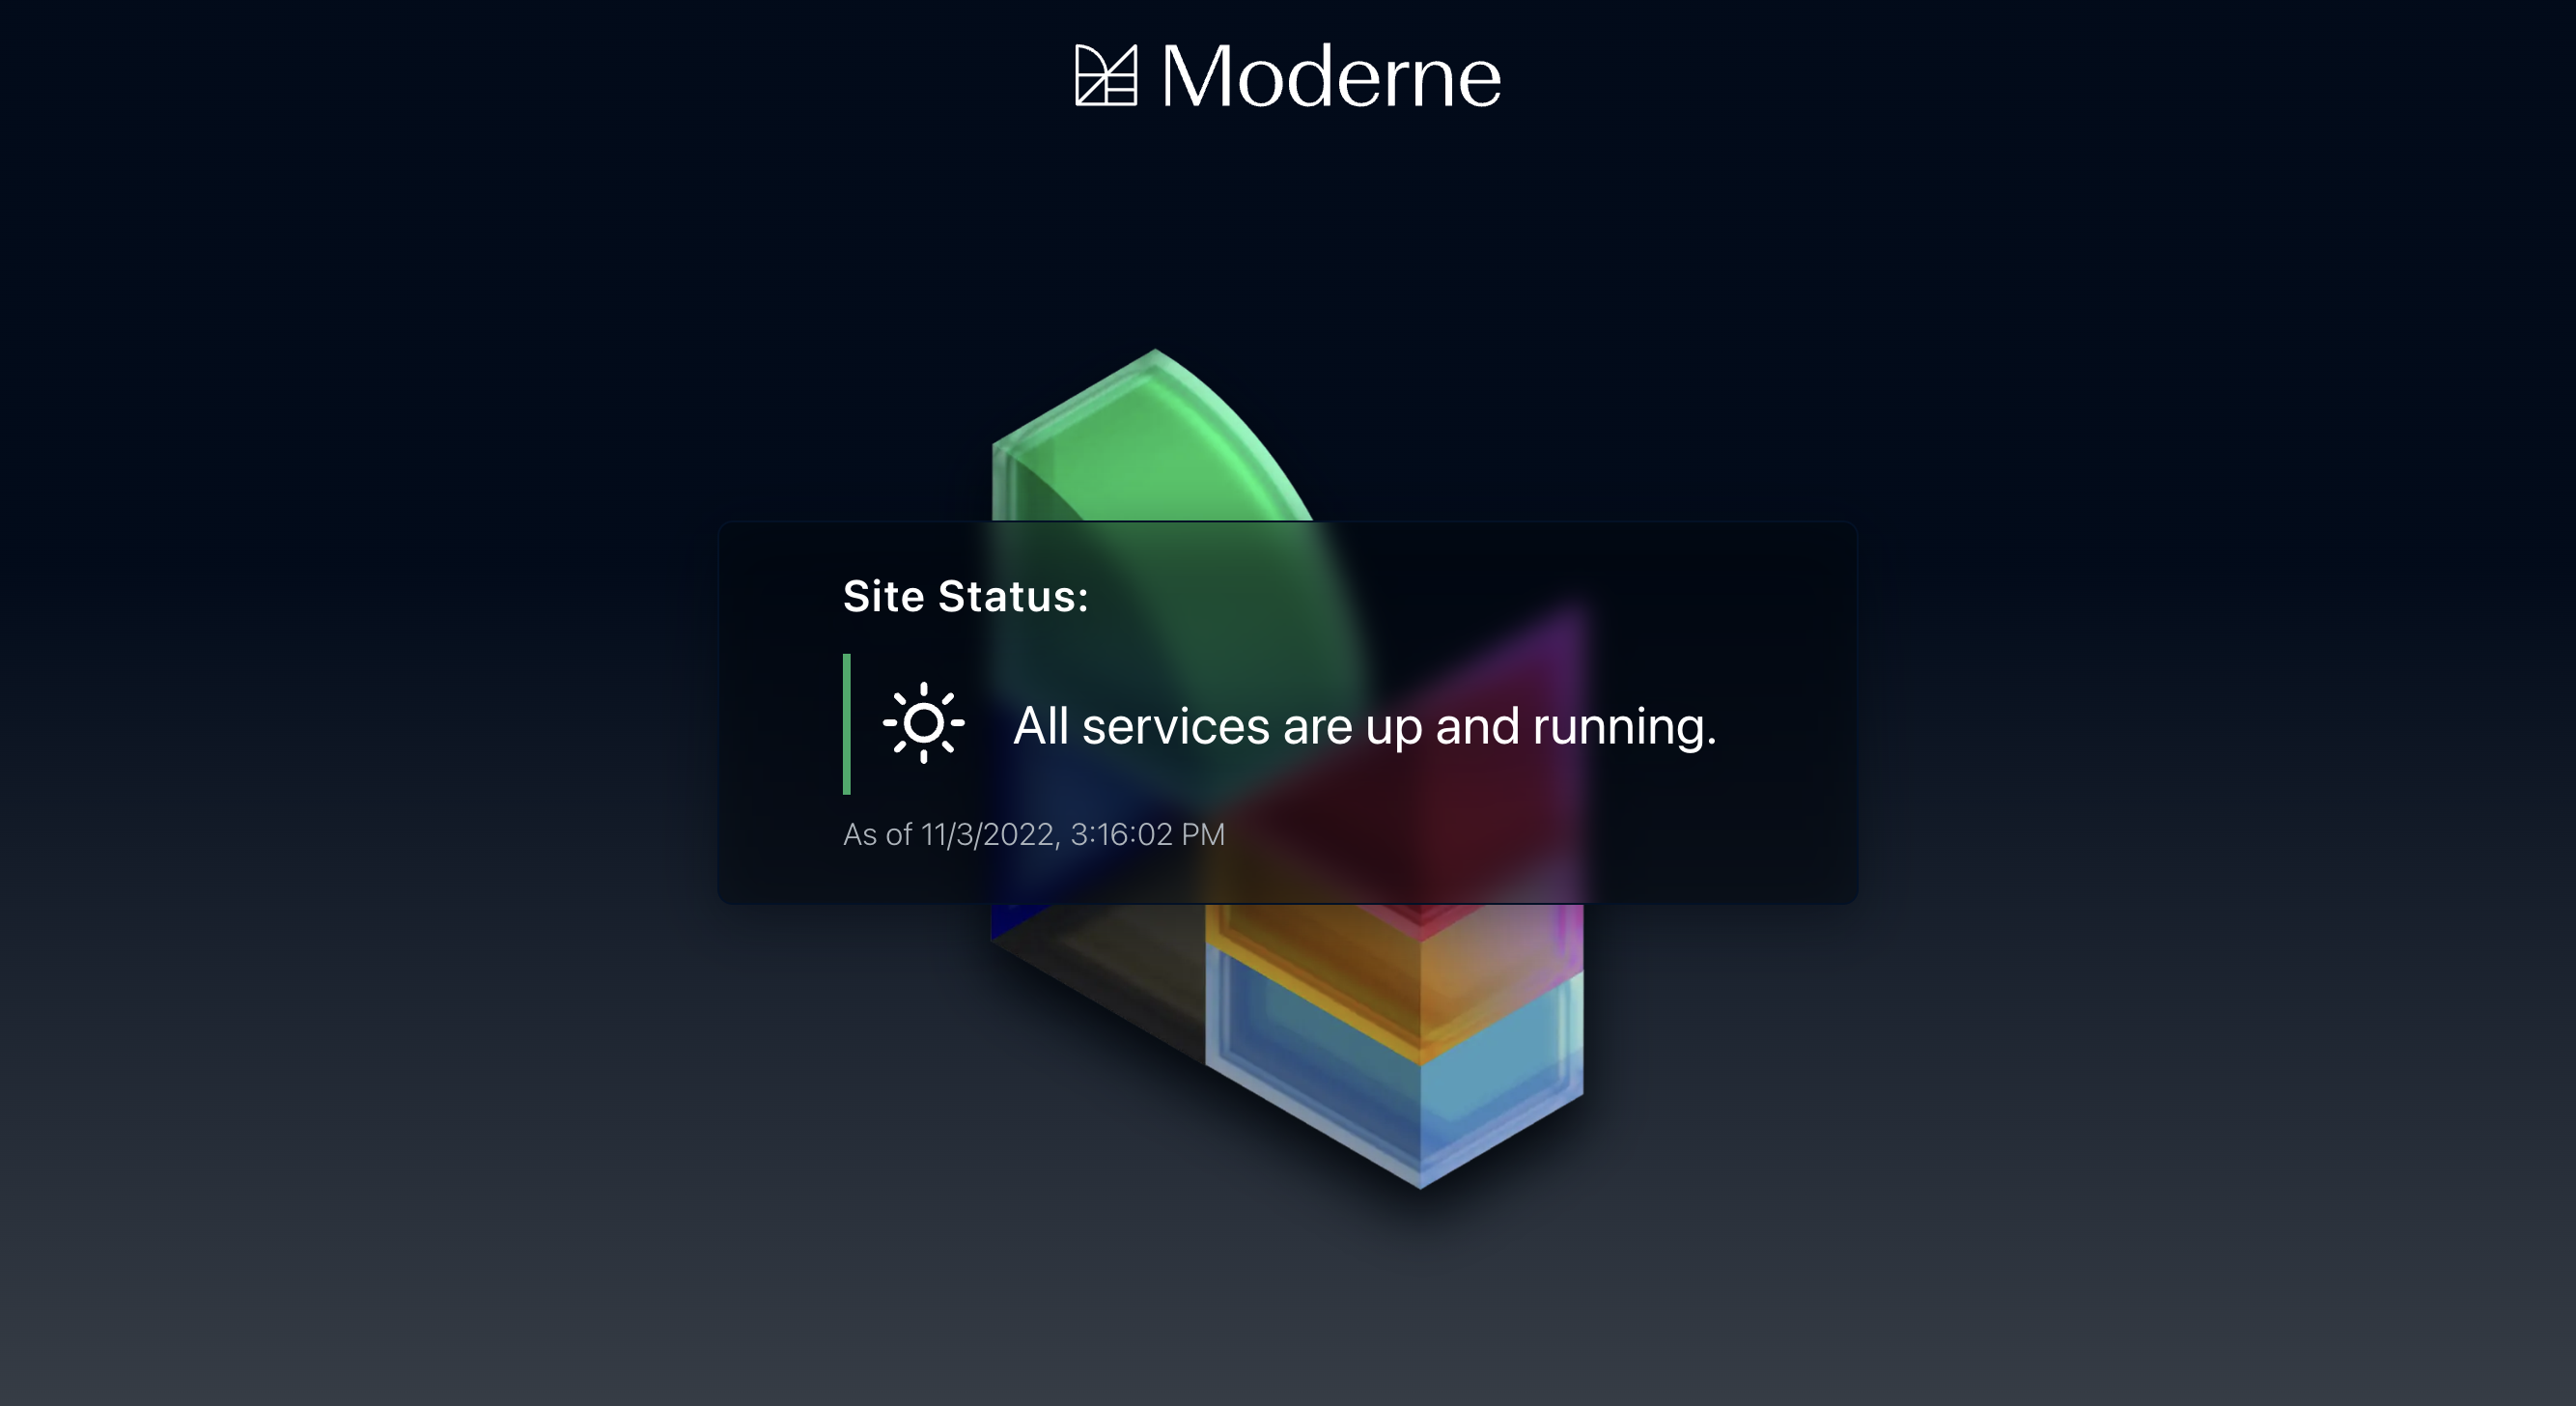 Moderne
Site Status:
All services are up and running.
As of 11/3/2022, 3:16:02 PM